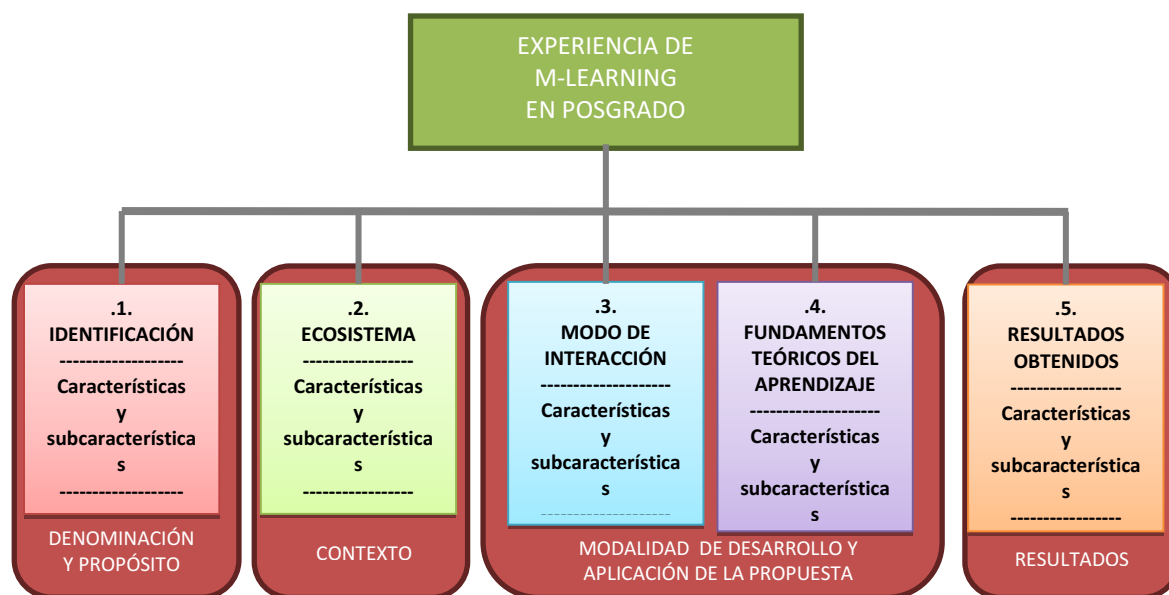 EXPERIENCIA DE
M-LEARNING
EN POSGRADO
.1.
IDENTIFICACIÓN
-------------------
Características
y
subcaracterística
s
-------------------
DENOMINACIÓN
Y PROPÓSITO
.2.
ECOSISTEMA
-----------------
Características
y
subcaracterística
s
-----------------
CONTEXTO
.3.
MODO DE
INTERACCIÓN
--------------------
Características
y
subcaracterística
s
--------------------
.4.
FUNDAMENTOS
TEÓRICOS DEL
APRENDIZAJE
--------------------
Características
y
subcaracterística
s
MODALIDAD DE DESARROLLO Y
APLICACIÓN DE LA PROPUESTA
.5.
RESULTADOS
OBTENIDOS
-----------------
Características
y
subcaracterística
s
-----------------
RESULTADOS